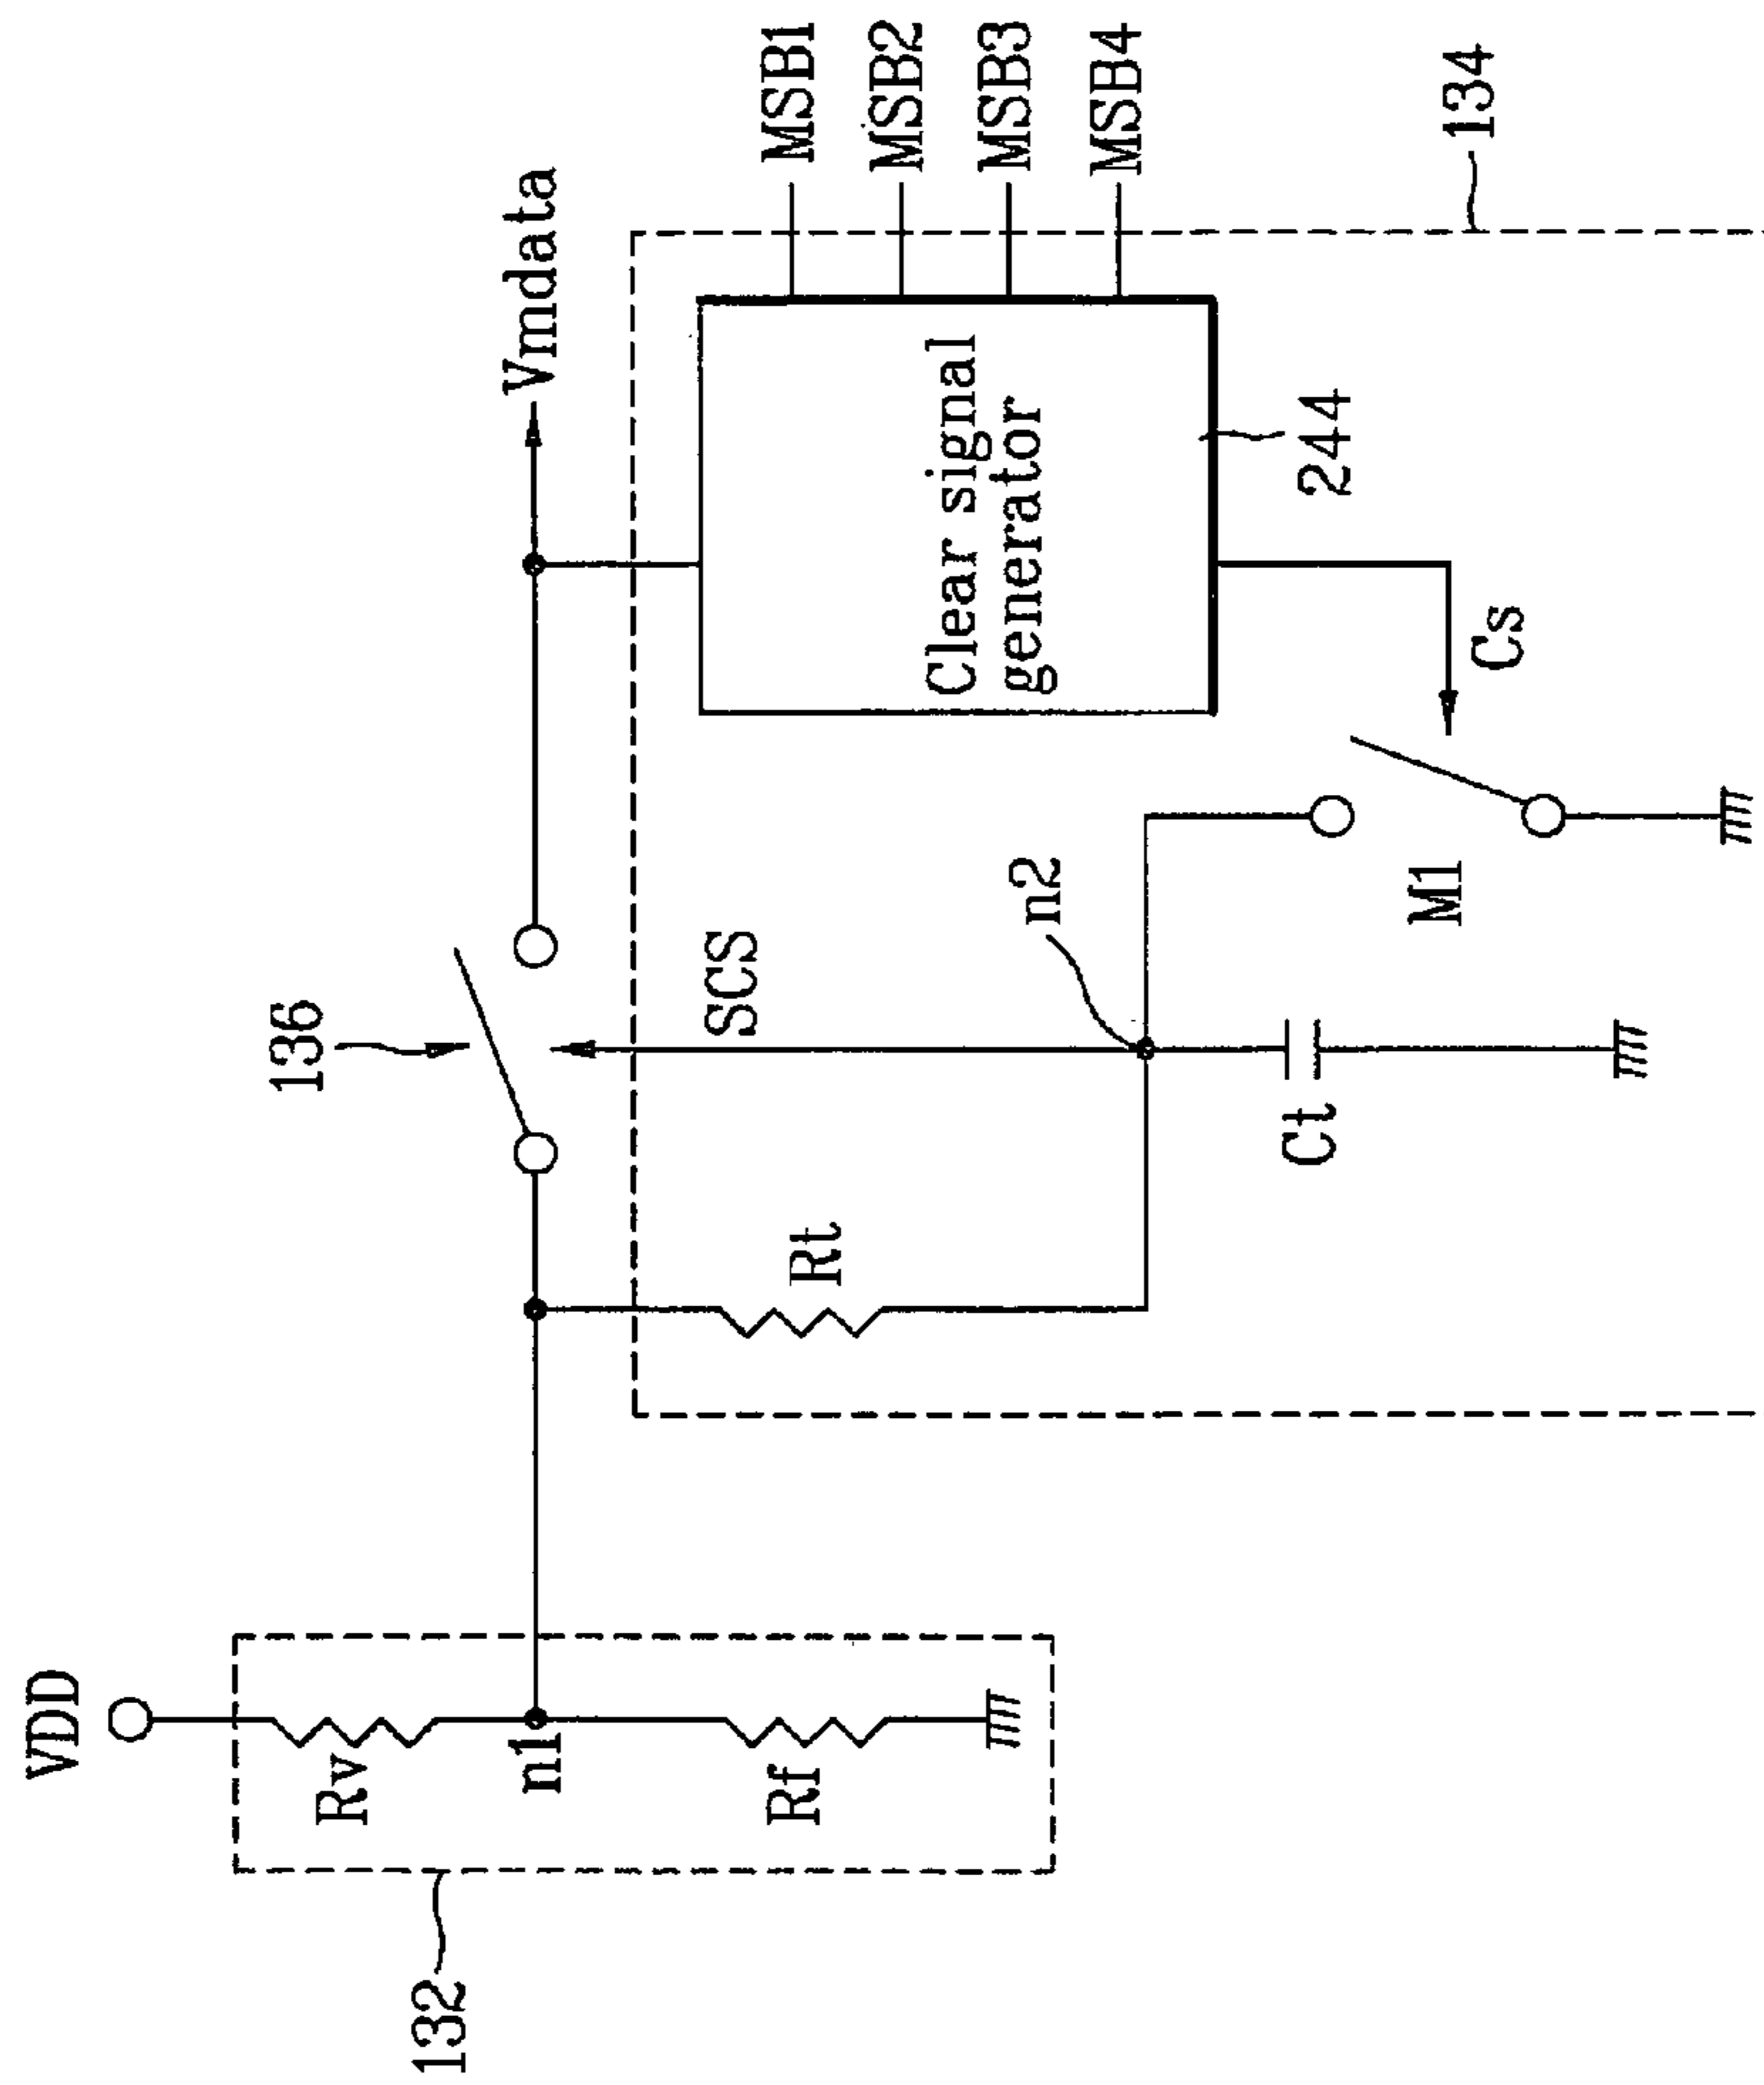 VDD
132
Rv
n1
Rf
136
Rt
SCS
Vmdata
n2
Ct
M1
Cs
Clear signal
generator
244
MSB1
MSB2
MSB3
MSB4
134